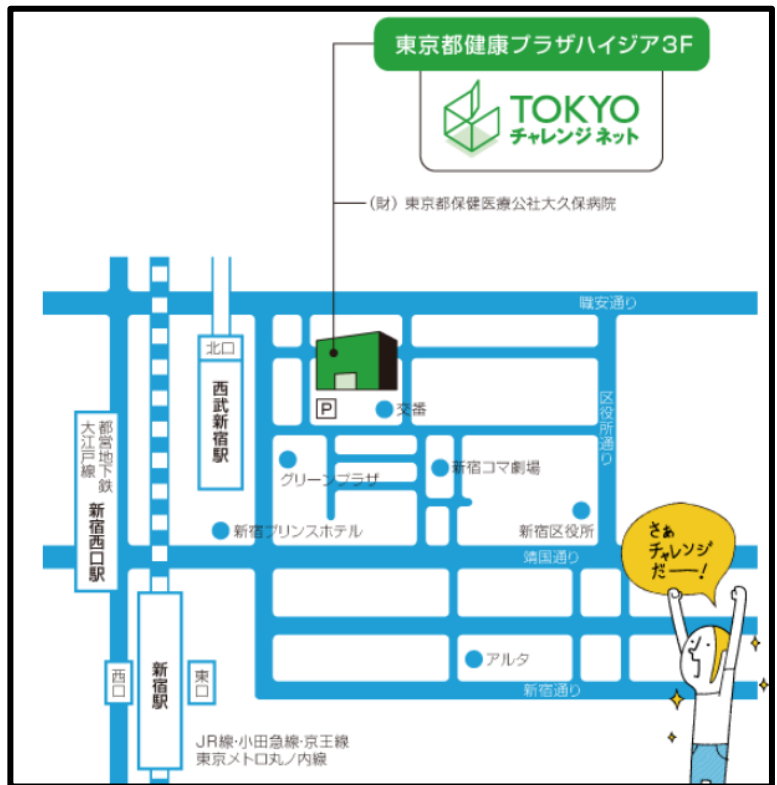 東京都健康プラザハイジア3F
TOKYO
チャレンジ ネット
(財) 東京都保健医療公社大久保病院
職安通り
北口
西武新宿駅
P
交番
区役所通り
都営地下鉄
大江戸線
新宿西口駅
グリーンプラザ
新宿コマ劇場
新宿プリンスホテル
新宿区役所
靖国通り
さぁ
チャレンジ
だー!
アルタ
新宿通り
西口
新宿駅
東口
JR線・小田急線・京王線
東京メトロ丸ノ内線